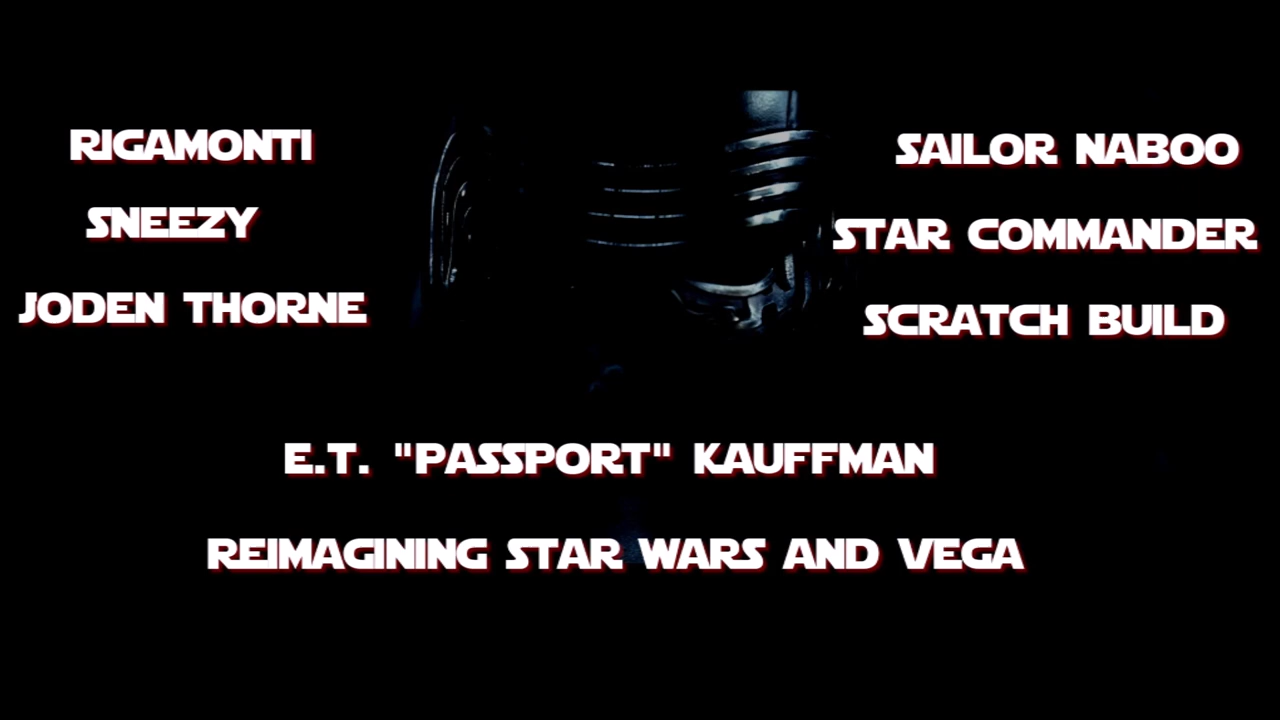 RIGAMONTI
SNEEZY
JODEN THORNE
SAILOR NABOO
STAR COMMANDER
SCRATCH BUILD
E.T. "PASSPORT" KAUFFMAN
REIMAGINING STAR WARS AND VEGA